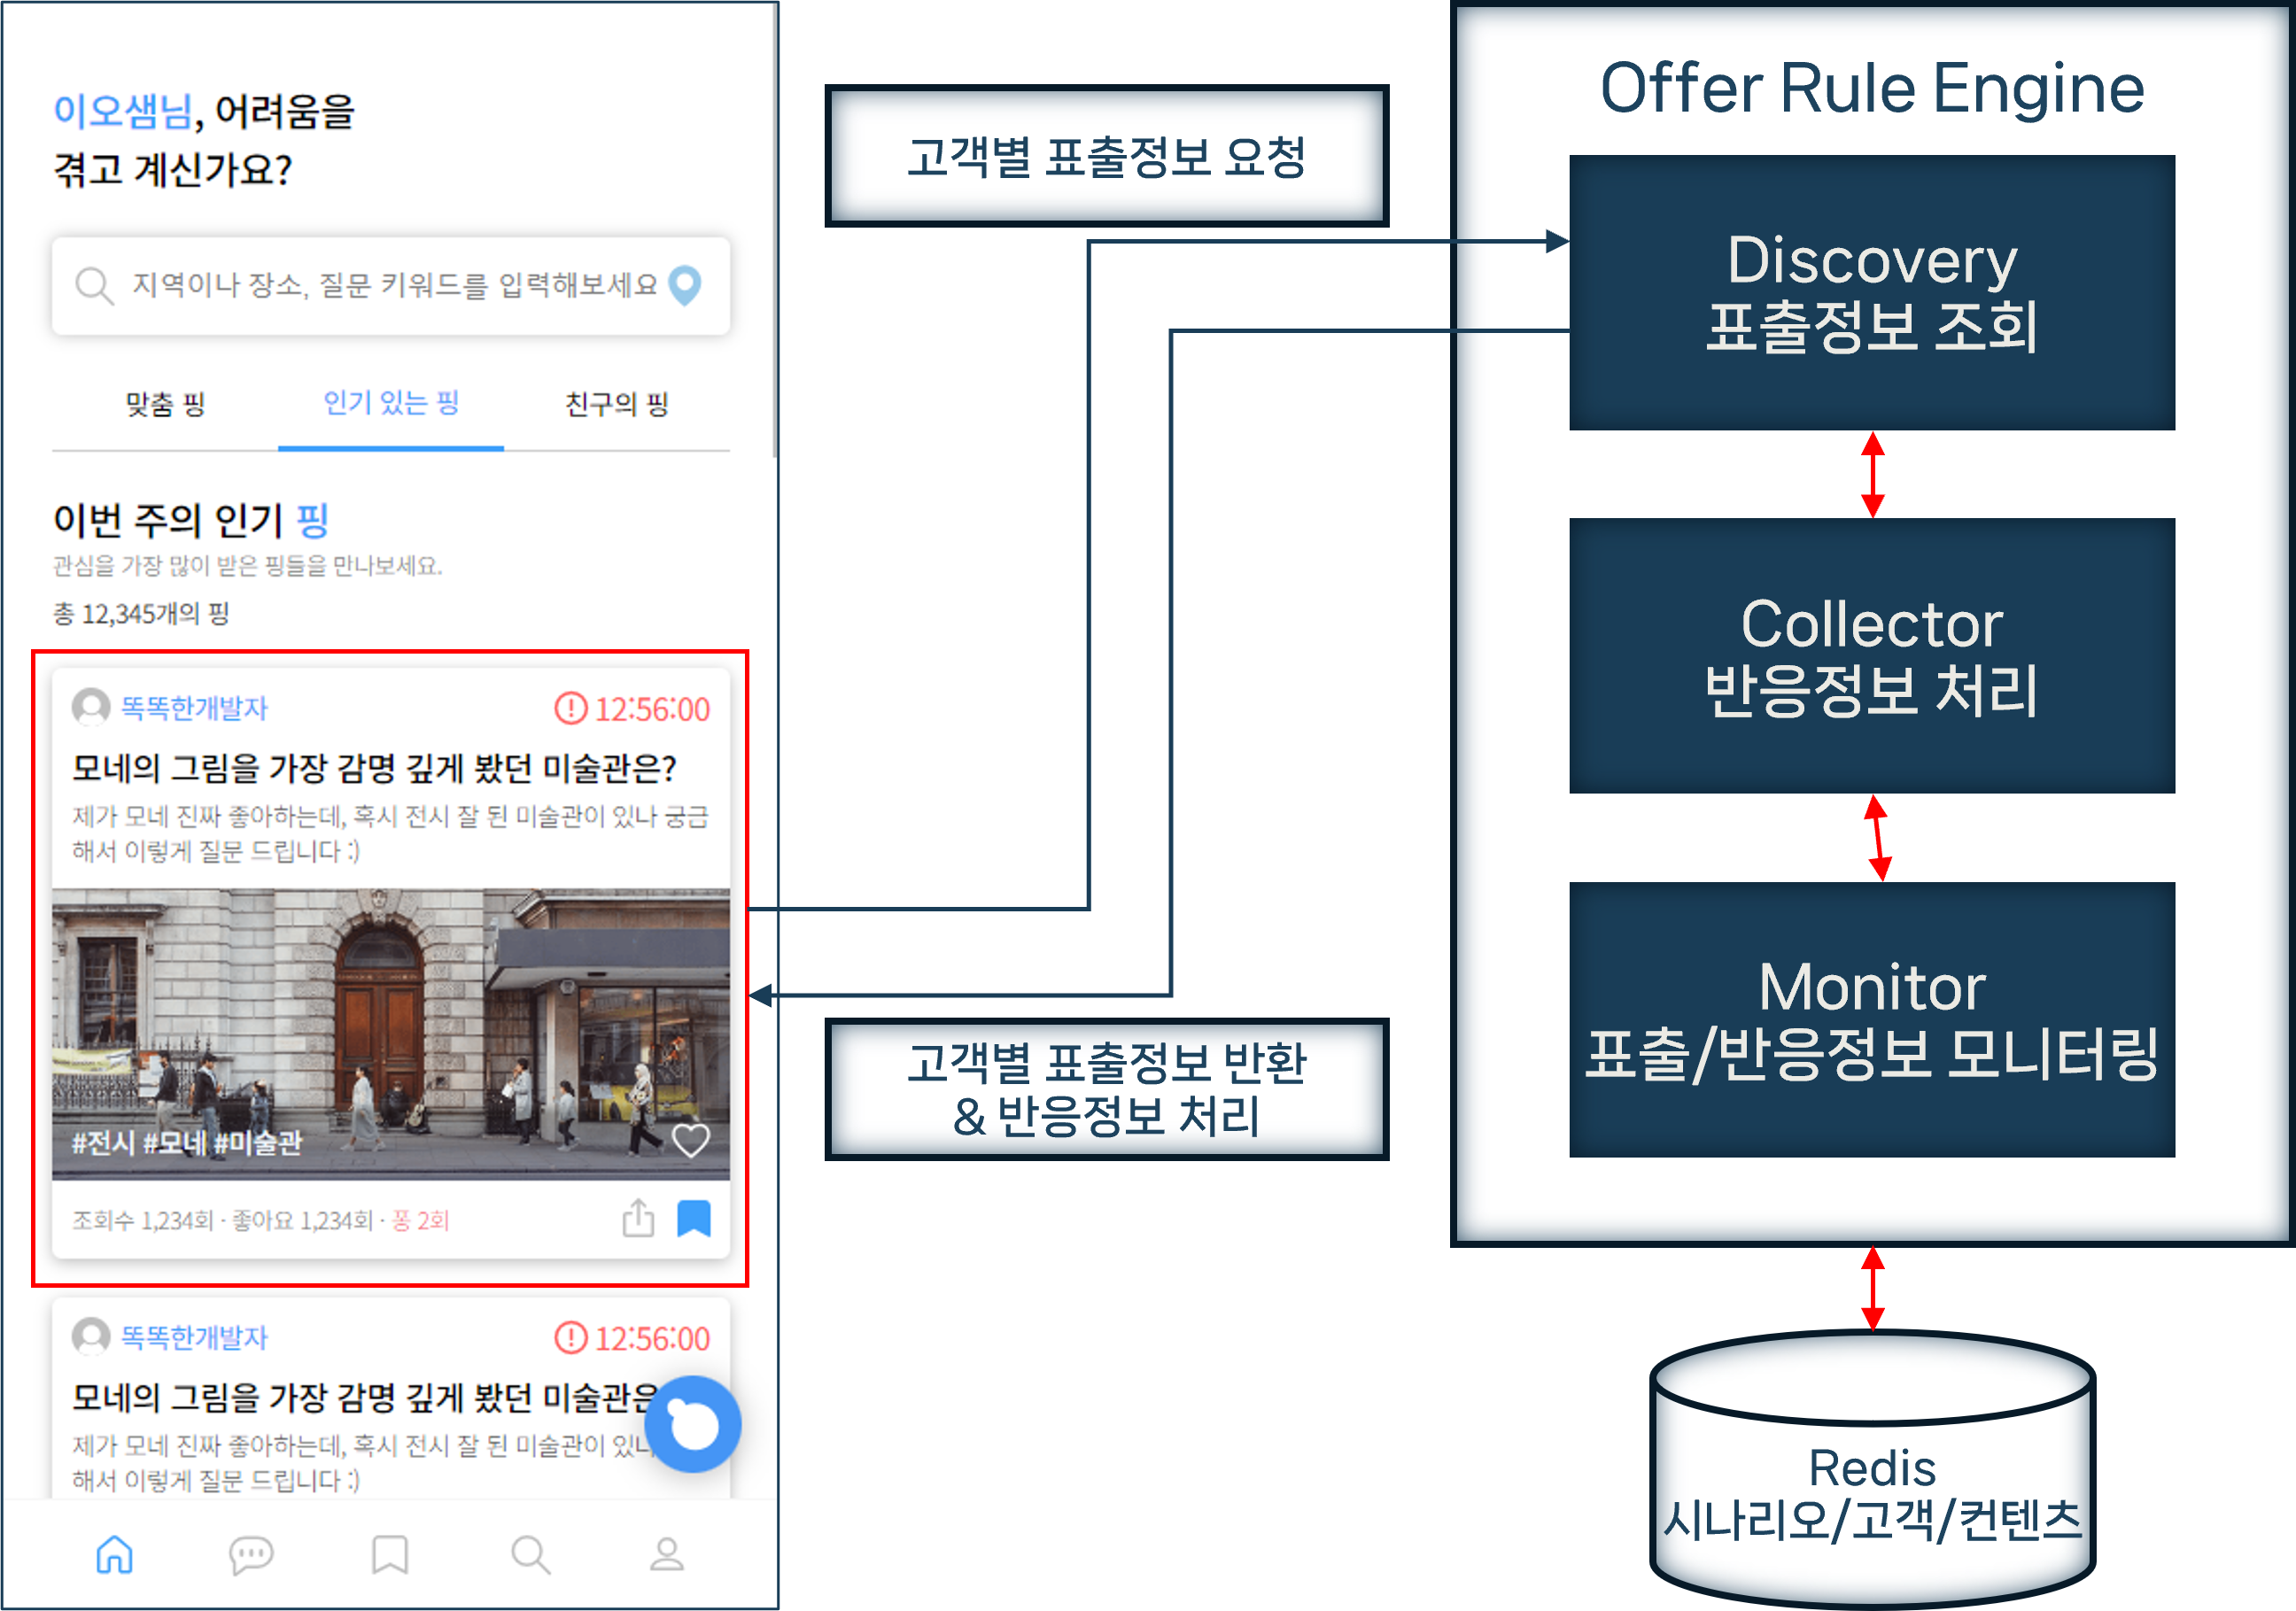 이오샘님, 어려움을
겪고 계신가요?
지역이나 장소, 질문 키워드를 입력해보세요
맞춤 핑
인기 있는 핑
친구의 핑
이번 주의 인기 핑
관심을 가장 많이 받은 핑들을 만나보세요.
총 12,345개의 핑
똑똑한개발자
12:56:00
모네의 그림을 가장 감명 깊게 봤던 미술관은?
제가 모네 진짜 좋아하는데, 혹시 전시 잘 된 미술관이 있나 궁금
해서 이렇게 질문 드립니다 :)
#전시 #모네 #미술관
조회수 1,234회 · 좋아요 1,234회 · 퐁 2회
똑똑한개발자
12:56:00
모네의 그림을 가장 감명 깊게 봤던 미술관은
제가 모네 진짜 좋아하는데, 혹시 전시 잘 된 미술관이 있나
해서 이렇게 질문 드립니다 :)
고객별 표출정보 요청
고객별 표출정보 반환
& 반응정보 처리
Offer Rule Engine
Discovery
표출정보 조회
Collector
반응정보 처리
Monitor
표출/반응정보 모니터링
Redis
시나리오/고객/컨텐츠